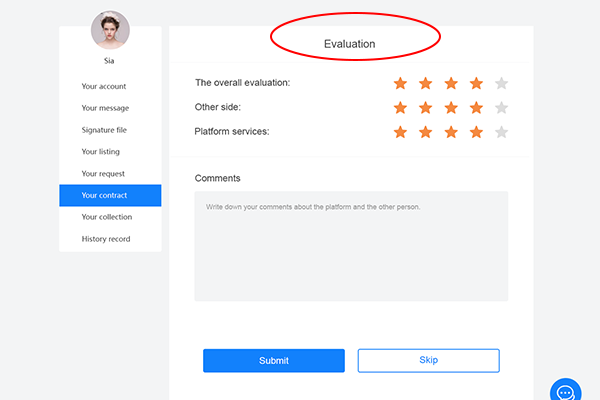 Sia
Your account
Your message
Signature file
Your listing
Your request
Your contract
Your collection
History record
Evaluation
The overall evaluation:
Other side:
Platform services:
Comments
Write down your comments about the platform and the other person.
Submit
Skip